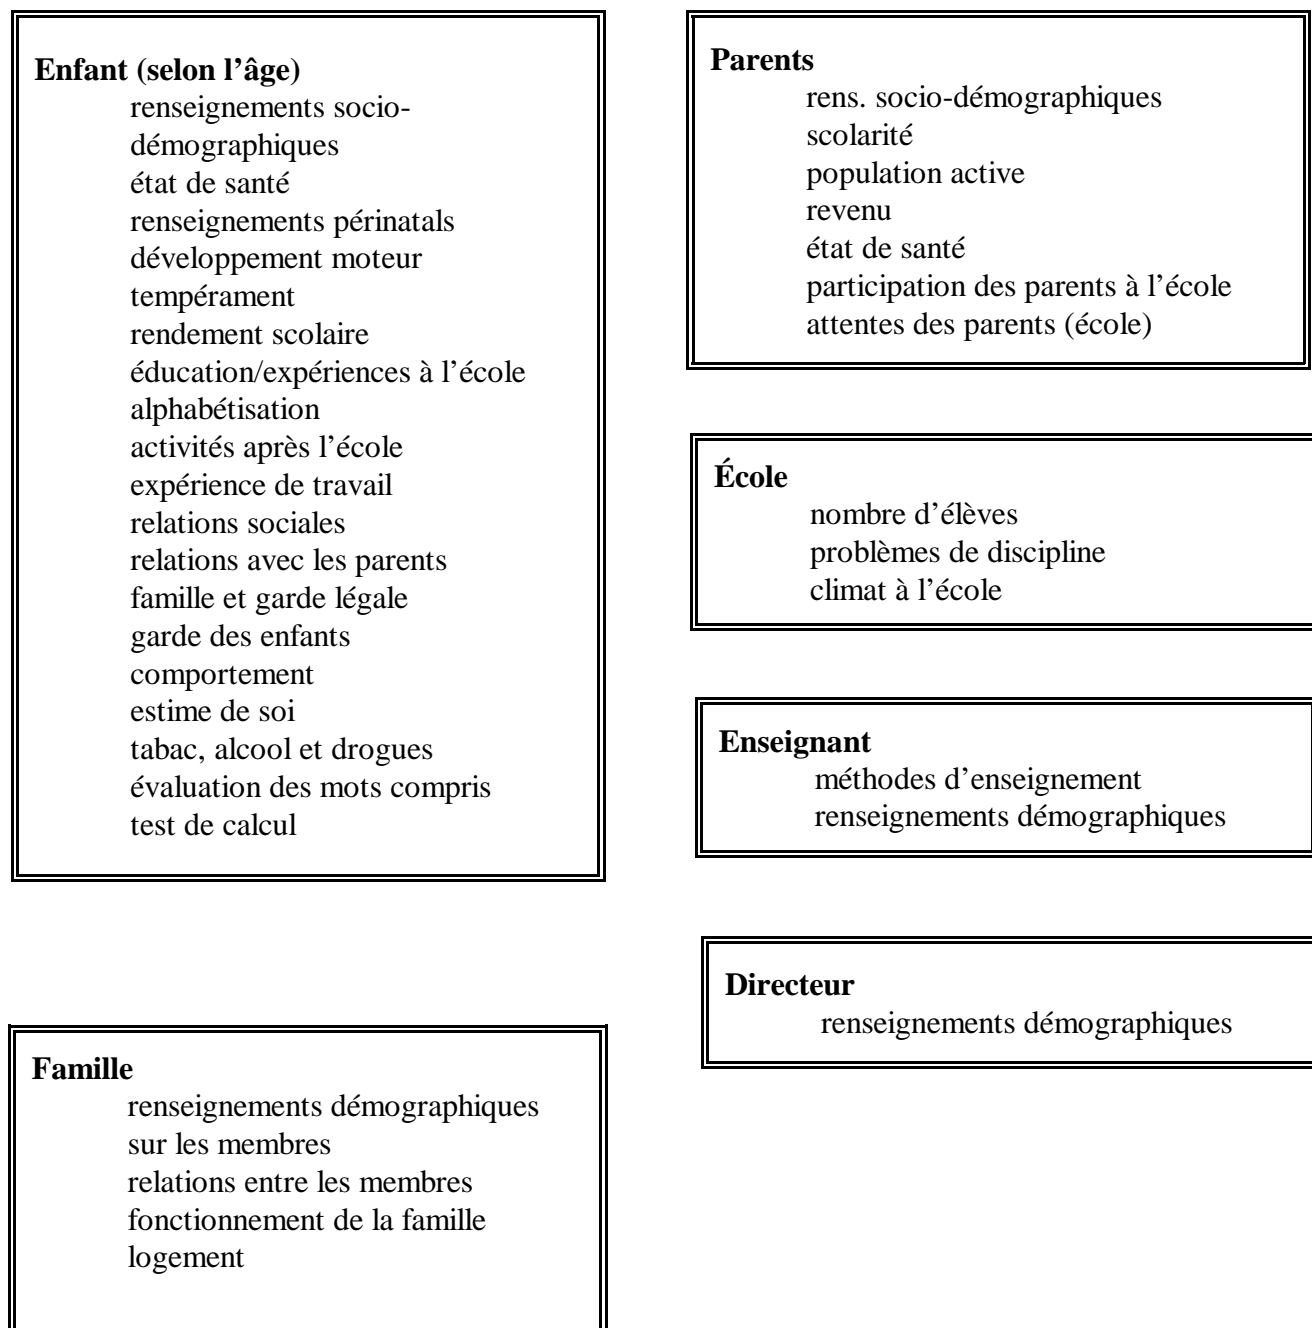 Enfant (selon l’âge)
renseignements socio-
démographiques
état de santé
renseignements périnatals
développement moteur
tempérament
rendement scolaire
éducation/expériences à l’école
alphabétisation
activités après l’école
expérience de travail
relations sociales
relations avec les parents
famille et garde légale
garde des enfants
comportement
estime de soi
tabac, alcool et drogues
évaluation des mots compris
test de calcul
Famille
renseignements démographiques
sur les membres
relations entre les membres
fonctionnement de la famille
logement
Parents
rens. socio-démographiques
scolarité
population active
revenu
état de santé
participation des parents à l’école
attentes des parents (école)
École
nombre d’élèves
problèmes de discipline
climat à l’école
Enseignant
méthodes d’enseignement
renseignements démographiques
Directeur
renseignements démographiques